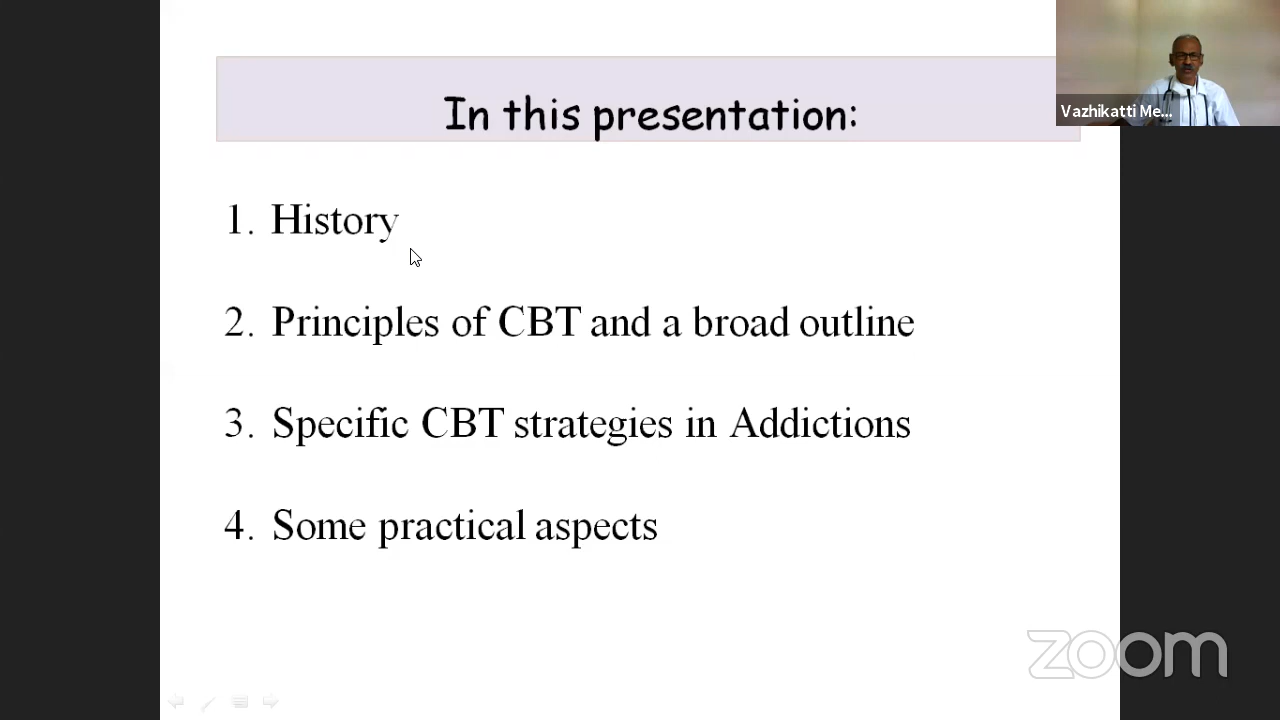 In this presentation:
Vazhikatti Me...
1. History
2. Principles of CBT and a broad outline
3. Specific CBT strategies in Addictions
4. Some practical aspects
zoom